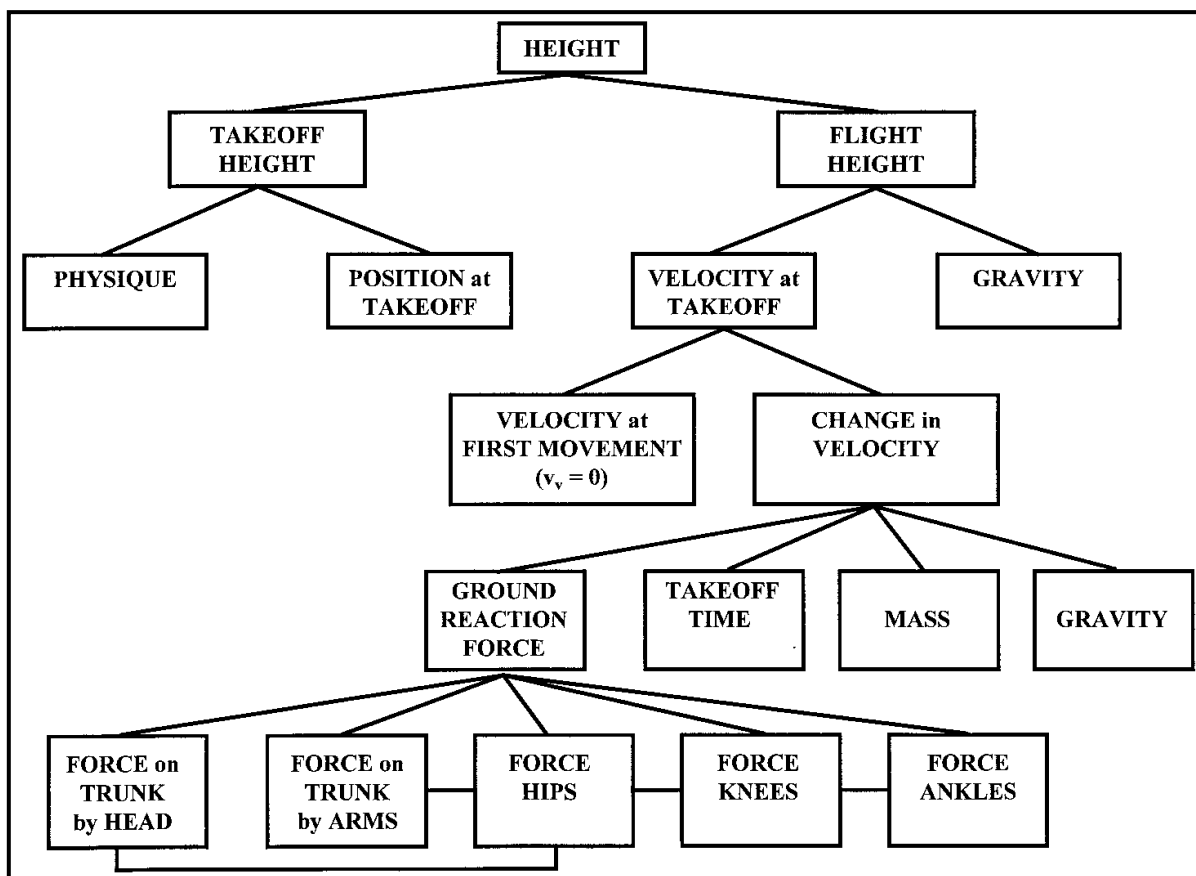 HEIGHT
TAKEOFF
HEIGHT
FLIGHT
HEIGHT
PHYSIQUE
POSITION at
TAKEOFF
VELOCITY at
TAKEOFF
GRAVITY
VELOCITY at
FIRST MOVEMENT
(vᵥ = 0)
CHANGE in
VELOCITY
GROUND
REACTION
FORCE
TAKEOFF
TIME
MASS
GRAVITY
FORCE on
TRUNK
by HEAD
FORCE on
TRUNK
by ARMS
FORCE
HIPS
FORCE
KNEES
FORCE
ANKLES